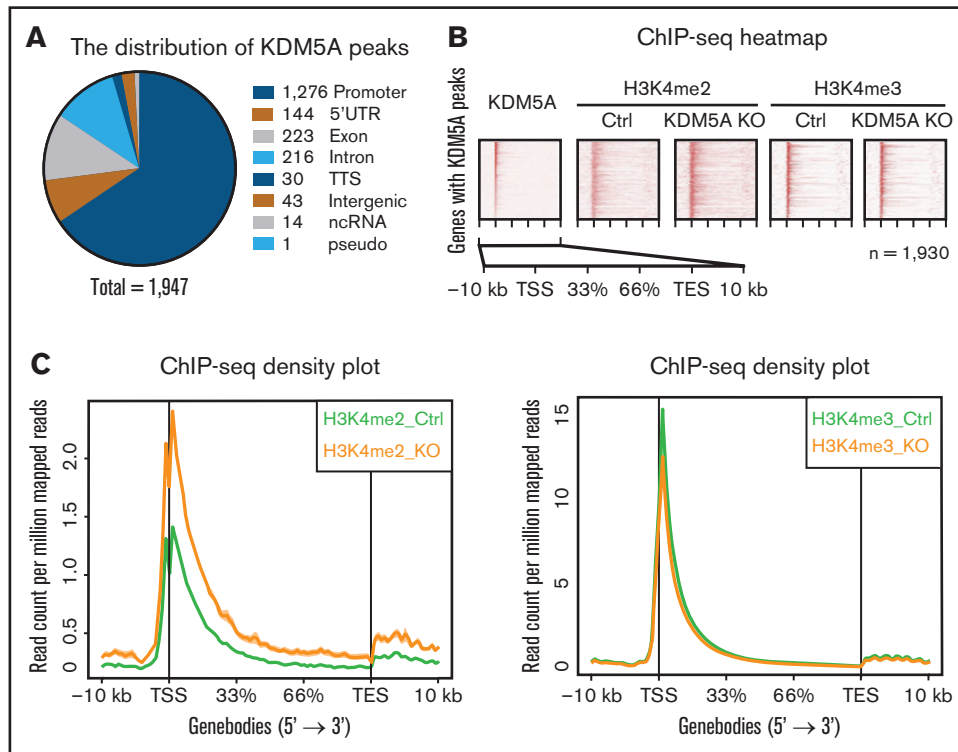 A
The distribution of KDM5A peaks
1,276 Promoter
144 5'UTR
223 Exon
216 Intron
30 TTS
43 Intergenic
14 ncRNA
1 pseudo
Total = 1,947
B
ChIP-seq heatmap
Genes with KDM5A peaks
KDM5A
H3K4me2
H3K4me3
Ctrl KDM5A KO Ctrl KDM5A KO
n = 1,930
−10 kb TSS 33% 66% TES 10 kb
C
ChIP-seq density plot
Read count per million mapped reads
2.0
1.5
1.0
0.5
0
H3K4me2_Ctrl
H3K4me2_KO
−10 kb TSS 33% 66% TES 10 kb
Genebodies (5' → 3')
ChIP-seq density plot
Read count per million mapped reads
15
10
5
0
H3K4me3_Ctrl
H3K4me3_KO
−10 kb TSS 33% 66% TES 10 kb
Genebodies (5' → 3')